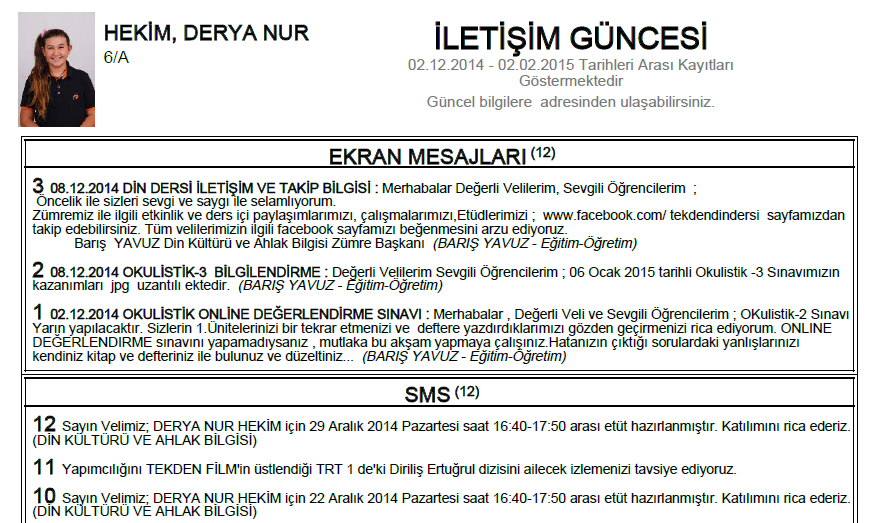 HEKİM, DERYA NUR
6/A
İLETİŞİM GÜNCESİ
02.12.2014 - 02.02.2015 Tarihleri Arası Kayıtları
Göstermektedir
Güncel bilgilere adresinden ulaşabilirsiniz.
EKRAN MESAJLARI (12)
3 08.12.2014 DİN DERSİ İLETİŞİM VE TAKİP BİLGİSİ : Merhabalar Değerli Velilerim, Sevgili Öğrencilerim ;
Öncelik ile sizleri sevgi ve saygı ile selamlıyorum.
Zümremiz ile ilgili etkinlik ve ders içi paylaşımlarımızı, çalışmalarımızı,Etüdlerimizi ; www.facebook.com/ tekdendindersi sayfamızdan
takip edebilirsiniz. Tüm velilerimizin ilgili facebook sayfamızı beğenmesini arzu ediyoruz.
Barış YAVUZ Din Kültürü ve Ahlak Bilgisi Zümre Başkanı (BARIŞ YAVUZ - Eğitim-Öğretim)
2 08.12.2014 OKULİSTİK-3 BİLGİLENDİRME : Değerli Velilerim Sevgili Öğrencilerim ; 06 Ocak 2015 tarihli Okulistik -3 Sınavımızın
kazanımları jpg uzantılı ektedir. (BARIŞ YAVUZ - Eğitim-Öğretim)
1 02.12.2014 OKULİSTİK ONLİNE DEĞERLENDİRME SINAVI : Merhabalar , Değerli Veli ve Sevgili Öğrencilerim ; OKulistik-2 Sınavı
Yarın yapılacaktır. Sizlerin 1.Ünitelerinizi bir tekrar etmenizi ve deftere yazdırdıklarımızı gözden geçirmenizi rica ediyorum. ONLINE
DEĞERLENDIRME sınavını yapamadıysanız , mutlaka bu akşam yapmaya çalışınız.Hatanızın çıktığı sorulardaki yanlışlarınızı
kendiniz kitap ve defteriniz ile bulunuz ve düzeltiniz... (BARIŞ YAVUZ - Eğitim-Öğretim)
SMS (12)
12 Sayın Velimiz; DERYA NUR HEKİM için 29 Aralık 2014 Pazartesi saat 16:40-17:50 arası etüt hazırlanmıştır. Katılımını rica ederiz.
(DİN KÜLTÜRÜ VE AHLAK BİLGİSİ)
11 Yapımcılığını TEKDEN FİLM'in üstlendiği TRT 1 de'ki Diriliş Ertuğrul dizisini ailecek izlemenizi tavsiye ediyoruz.
10 Sayın Velimiz; DERYA NUR HEKİM için 22 Aralık 2014 Pazartesi saat 16:40-17:50 arası etüt hazırlanmıştır. Katılımını rica ederiz.
(DİN KÜLTÜRÜ VE AHLAK BİLGİSİ)